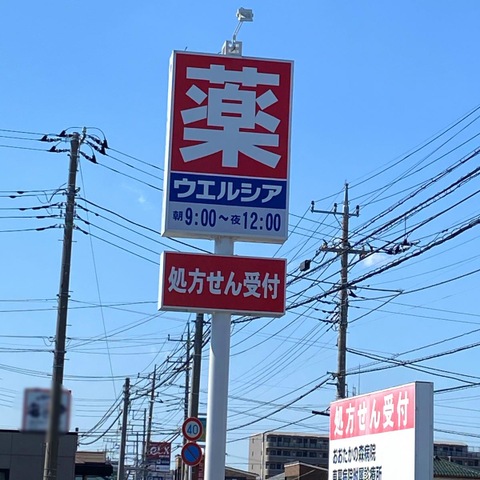 薬
ウエルシア
朝9:00～夜12:00
処方せん受付
処方せん受付
おおたかの森病院
40